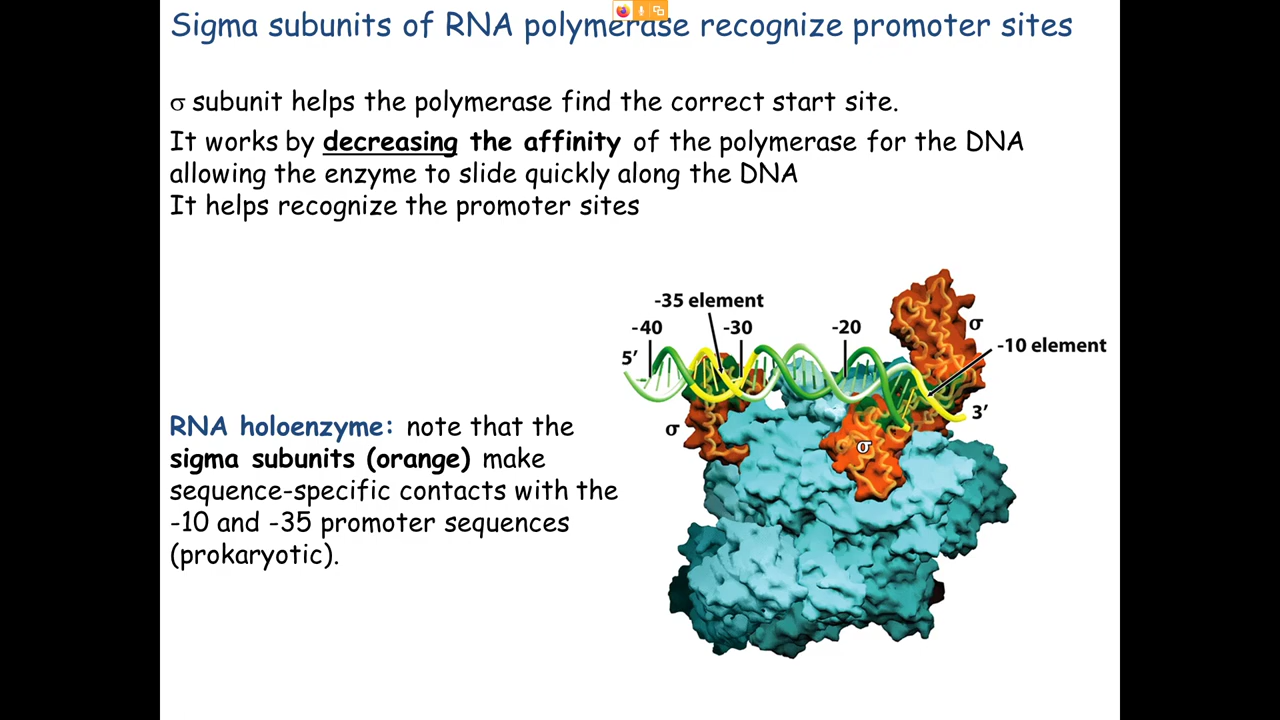 Sigma subunits of RNA polymerase recognize promoter sites
σ subunit helps the polymerase find the correct start site.
It works by decreasing the affinity of the polymerase for the DNA
allowing the enzyme to slide quickly along the DNA
It helps recognize the promoter sites
-35 element
-40
-30
-20
σ
-10 element
5′
3′
σ
σ
RNA holoenzyme: note that the
sigma subunits (orange) make
sequence-specific contacts with the
-10 and -35 promoter sequences
(prokaryotic).